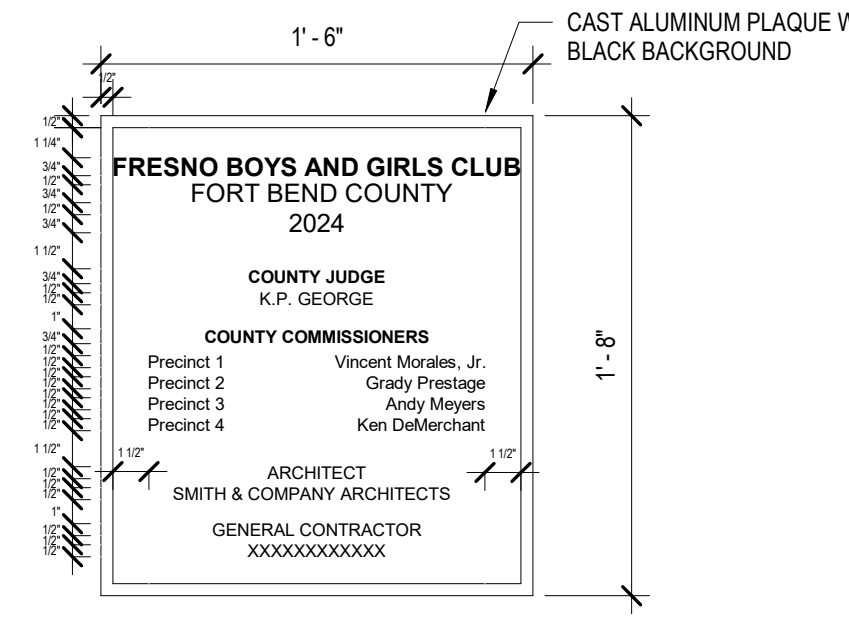 CAST ALUMINUM PLAQUE
BLACK BACKGROUND
1' - 6"
1/2"
1/2"
1 1/4"
3/4"
1/2"
3/4"
1/2"
3/4"
1 1/2"
3/4"
1/2"
1/2"
1"
3/4"
1/2"
1/2"
1/2"
1/2"
1/2"
1/2"
1/2"
1 1/2"
1/2"
1/2"
1/2"
1"
1/2"
1/2"
1/2"
FRESNO BOYS AND GIRLS CLUB
FORT BEND COUNTY
2024
COUNTY JUDGE
K.P. GEORGE
COUNTY COMMISSIONERS
Precinct 1 Vincent Morales, Jr.
Precinct 2 Grady Prestage
Precinct 3 Andy Meyers
Precinct 4 Ken DeMerchant
1 1/2" 1 1/2"
ARCHITECT
SMITH & COMPANY ARCHITECTS
GENERAL CONTRACTOR
XXXXXXXXXXXX
1' - 8"